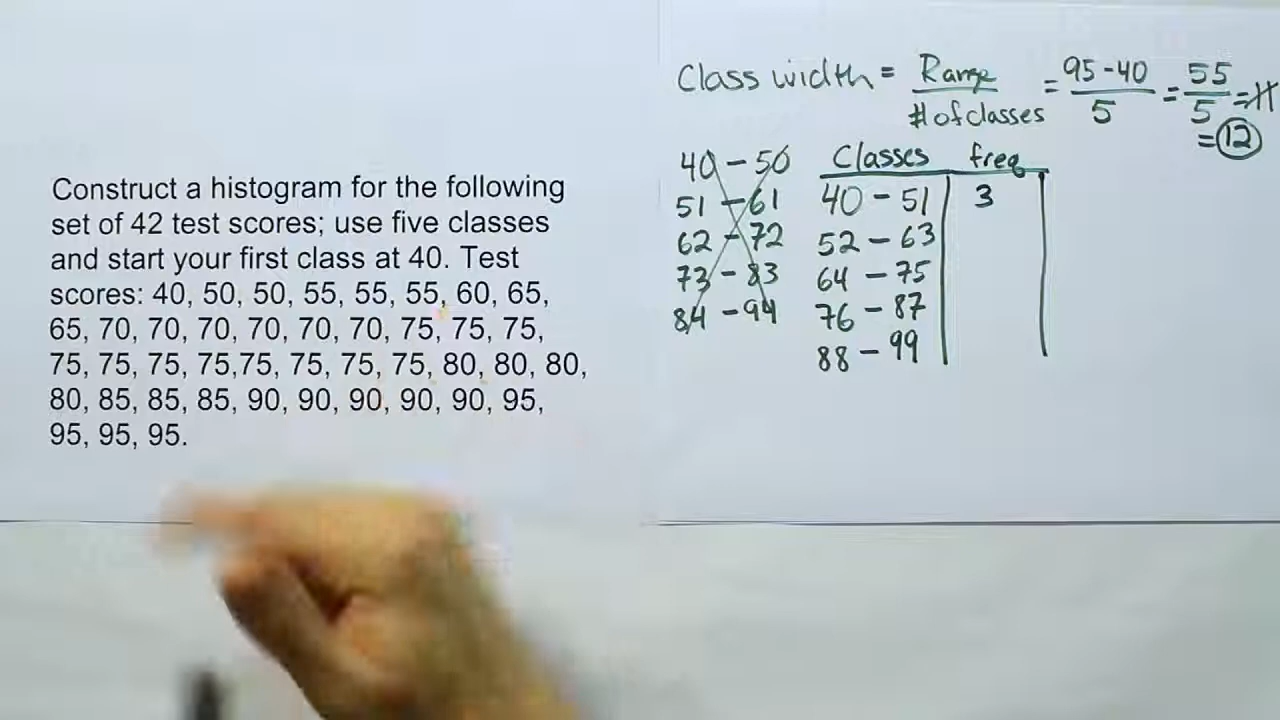 Construct a histogram for the following
set of 42 test scores; use five classes
and start your first class at 40. Test
scores: 40, 50, 50, 55, 55, 55, 60, 65,
65, 70, 70, 70, 70, 70, 70, 75, 75, 75,
75, 75, 75, 75,75, 75, 75, 75, 80, 80, 80,
80, 85, 85, 85, 90, 90, 90, 90, 90, 95,
95, 95, 95.
Class width = Range / # of classes = 95-40 / 5 = 55 / 5 = 11
= 12
40 - 50
51 - 61
62 - 72
73 - 83
84 - 94
Classes freq
40 - 51 3
52 - 63
64 - 75
76 - 87
88 - 99